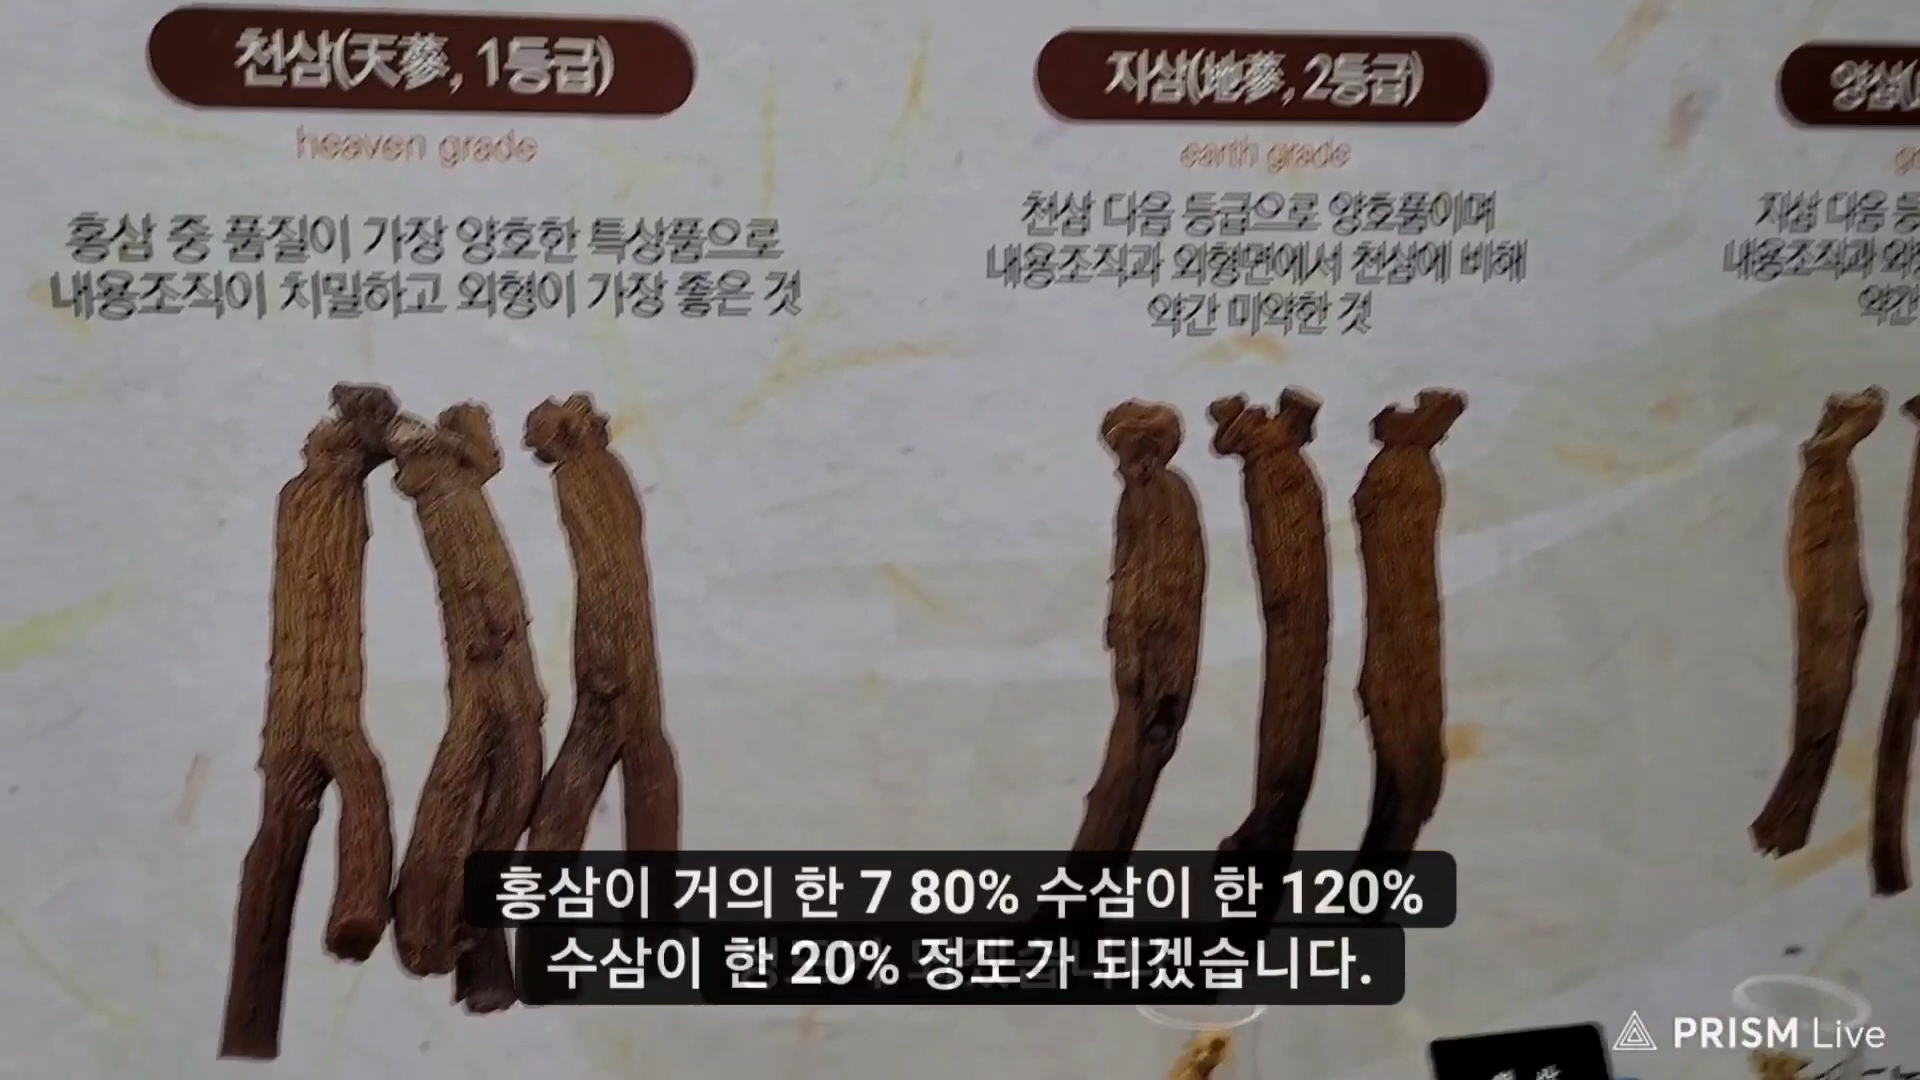 천삼(天蔘, 1등급)
heaven grade
홍삼 중 품질이 가장 양호한 특상품으로
내용조직이 치밀하고 외형이 가장 좋은 것
지삼(地蔘, 2등급)
earth grade
천삼 다음 등급으로 양호품이며
내용조직과 외형면에서 천삼에 비해
약간 미약한 것
양삼(
지삼 다음 등
내용조직과 외
약간
홍삼이 거의 한 7 80% 수삼이 한 120%
수삼이 한 20% 정도가 되겠습니다.
PRISM Live